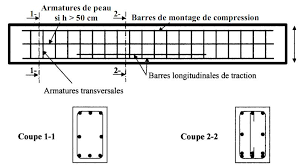 Armatures de peau
si h > 50 cm
Barres de montage de compression
1-
2-
1-
2-
Barres longitudinales de traction
Armatures transversales
Coupe 1-1
Coupe 2-2